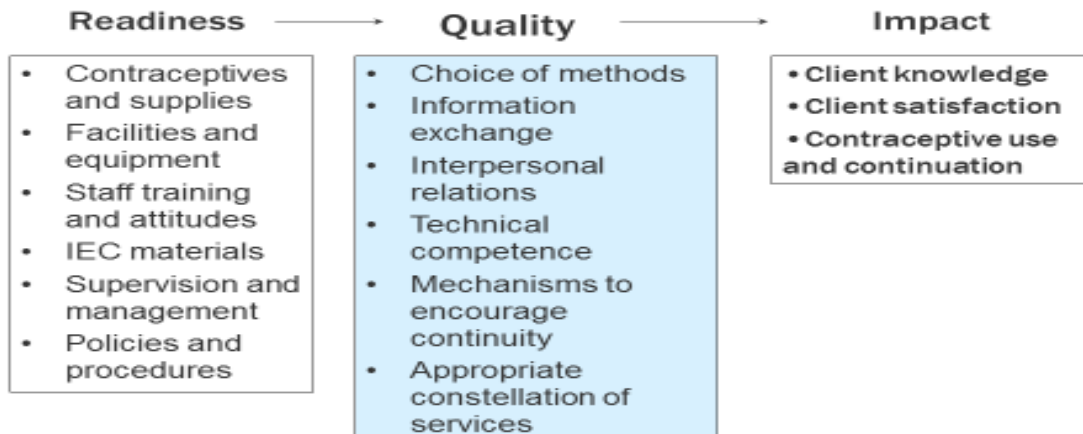 Readiness
Quality
Impact
• Contraceptives
and supplies
• Facilities and
equipment
• Staff training
and attitudes
• IEC materials
• Supervision and
management
• Policies and
procedures
• Choice of methods
• Information
exchange
• Interpersonal
relations
• Technical
competence
• Mechanisms to
encourage
continuity
• Appropriate
constellation of
services
• Client knowledge
• Client satisfaction
• Contraceptive use
and continuation